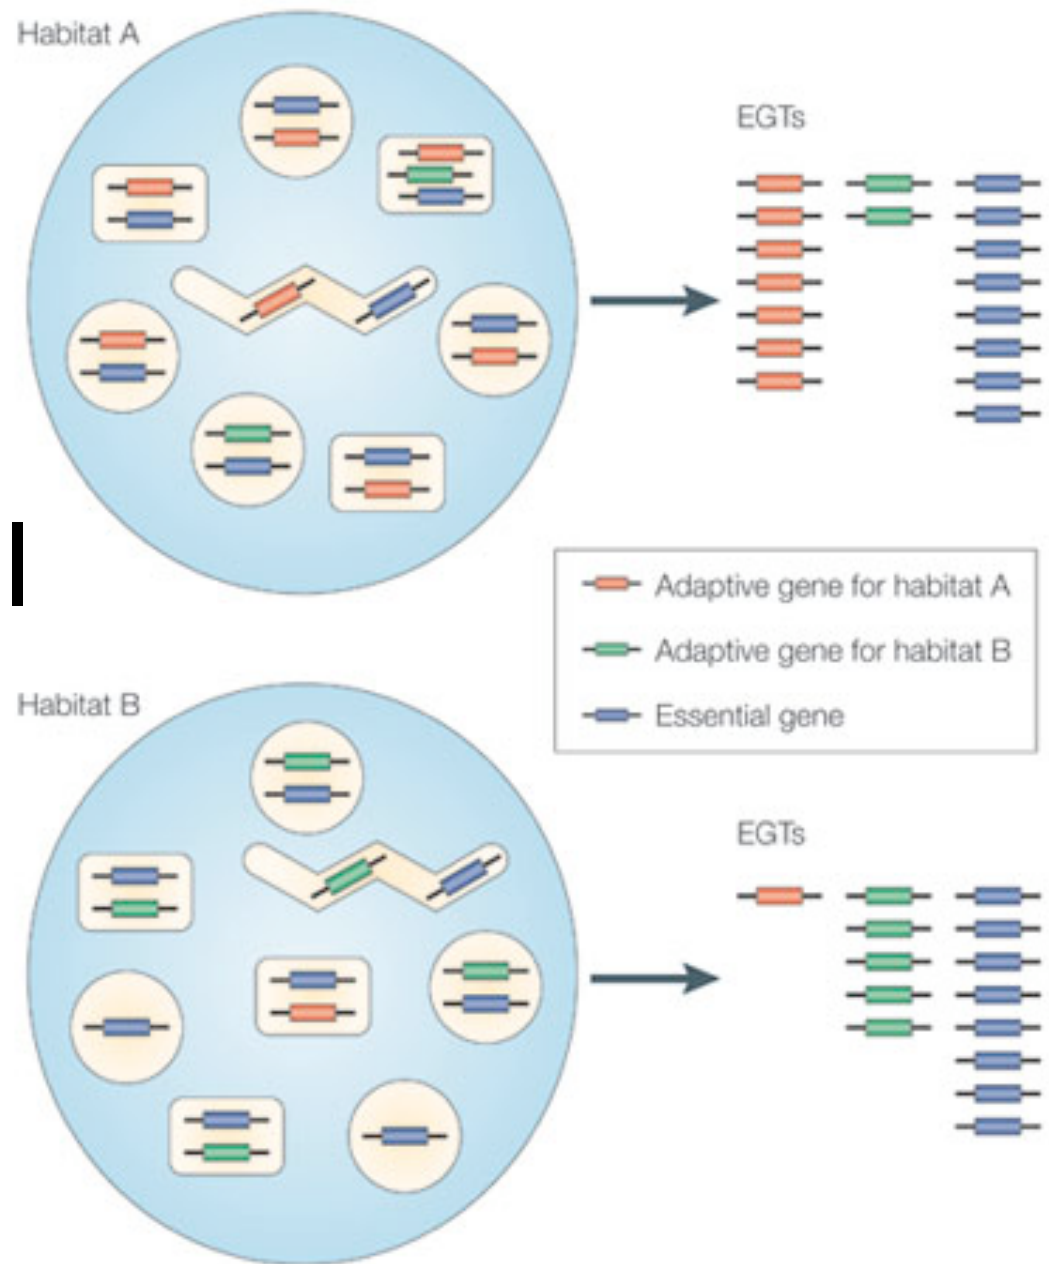 Habitat A
EGTs
Adaptive gene for habitat A
Adaptive gene for habitat B
Essential gene
Habitat B
EGTs